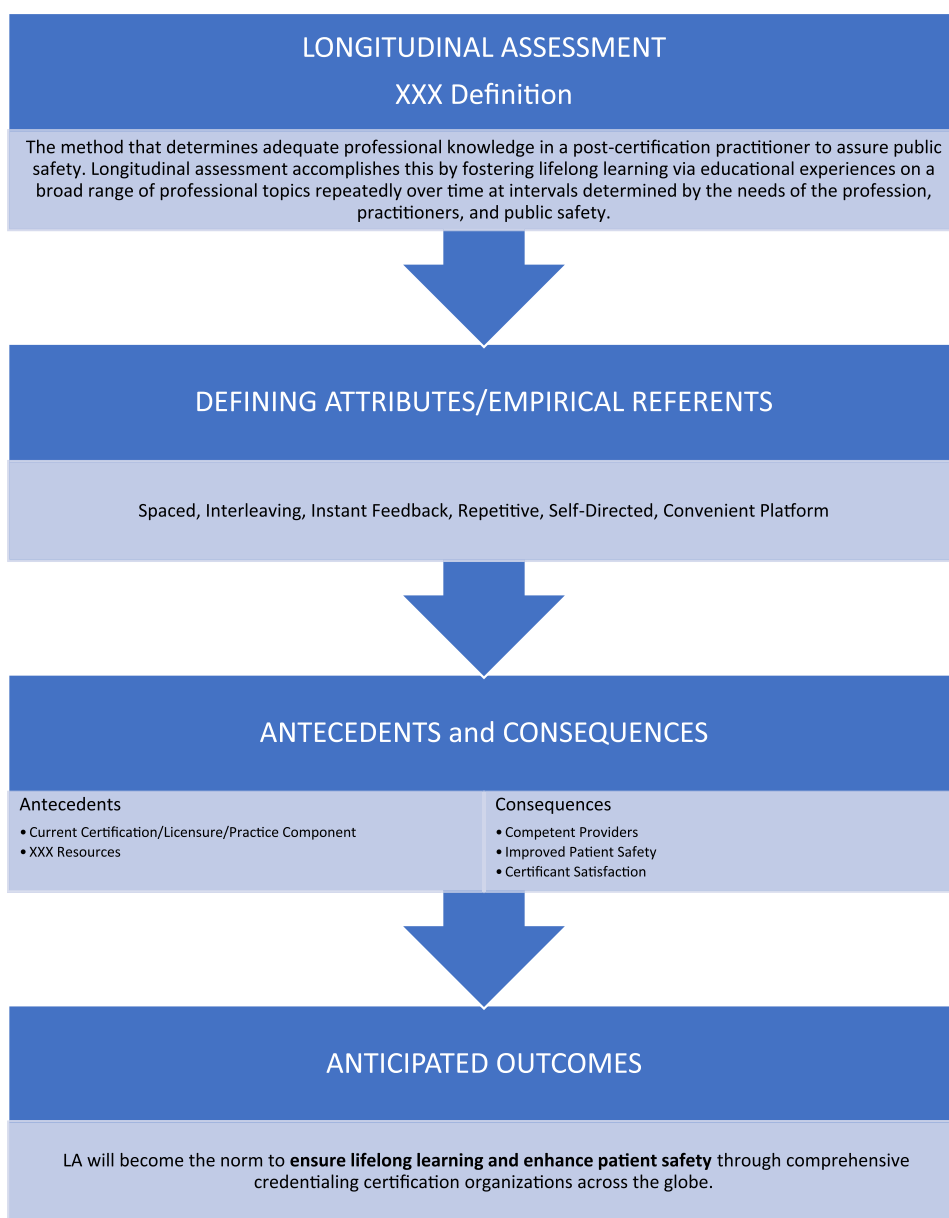 LONGITUDINAL ASSESSMENT
XXX Definition
The method that determines adequate professional knowledge in a post-certification practitioner to assure public
safety. Longitudinal assessment accomplishes this by fostering lifelong learning via educational experiences on a
broad range of professional topics repeatedly over time at intervals determined by the needs of the profession,
practitioners, and public safety.
DEFINING ATTRIBUTES/EMPIRICAL REFERENTS
Spaced, Interleaving, Instant Feedback, Repetitive, Self-Directed, Convenient Platform
ANTECEDENTS and CONSEQUENCES
Antecedents
• Current Certification/Licensure/Practice Component
• XXX Resources
Consequences
• Competent Providers
• Improved Patient Safety
• Certificant Satisfaction
ANTICIPATED OUTCOMES
LA will become the norm to ensure lifelong learning and enhance patient safety through comprehensive
credentialing certification organizations across the globe.